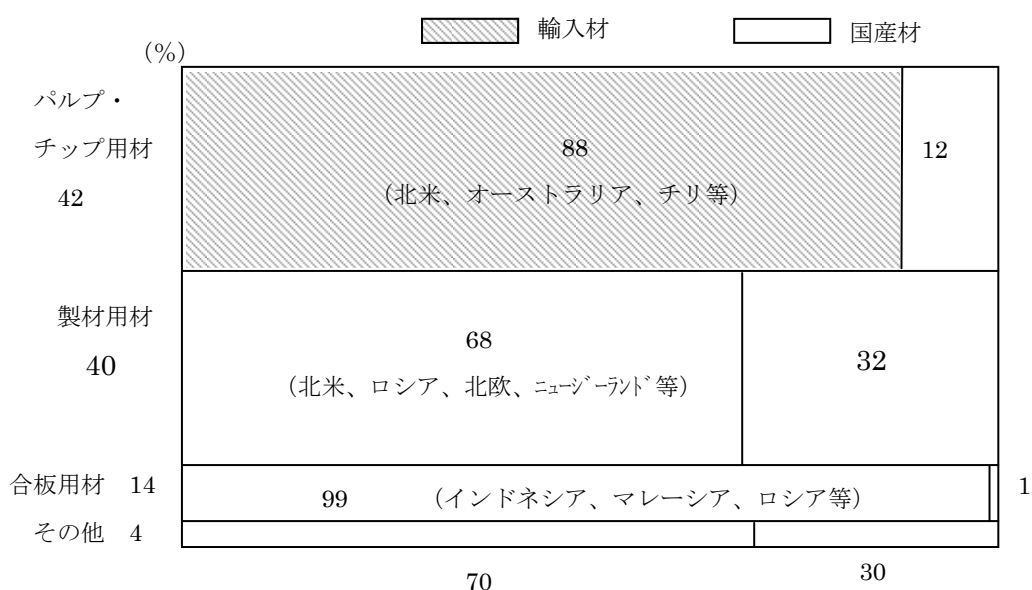 輸入材 国産材
(%)
パルプ・
チップ用材
42
88
(北米、オーストラリア、チリ等)
12
製材用材
40
68
(北米、ロシア、北欧、ﾆｭｰｼﾞｰﾗﾝﾄﾞ等)
32
合板用材 14
99 (インドネシア、マレーシア、ロシア等)
1
その他 4
70
30